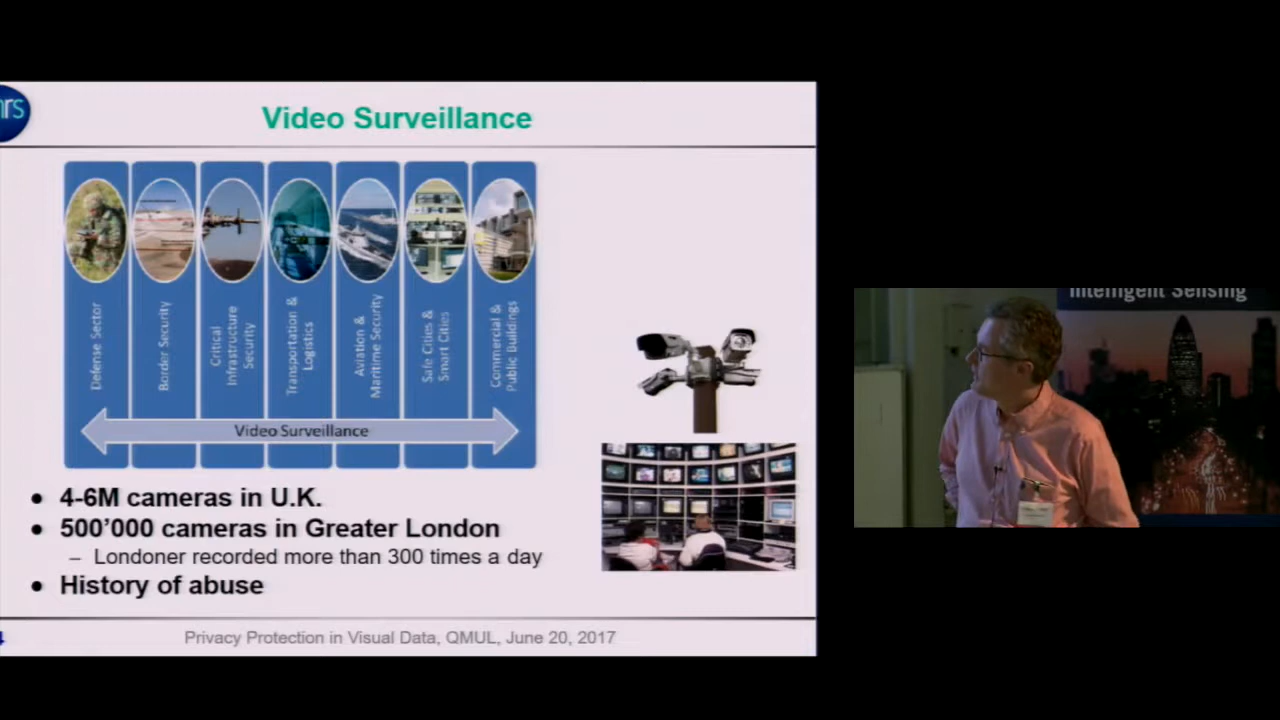 nrs
Video Surveillance
Defense Sector
Border Security
Critical
Infrastructure
Security
Transportation &
Logistics
Aviation &
Maritime Security
Safe Cities &
Smart Cities
Commercial &
Public Buildings
Video Surveillance
• 4-6M cameras in U.K.
• 500'000 cameras in Greater London
– Londoner recorded more than 300 times a day
• History of abuse
4
Privacy Protection in Visual Data, QMUL, June 20, 2017
Intelligent Sensing